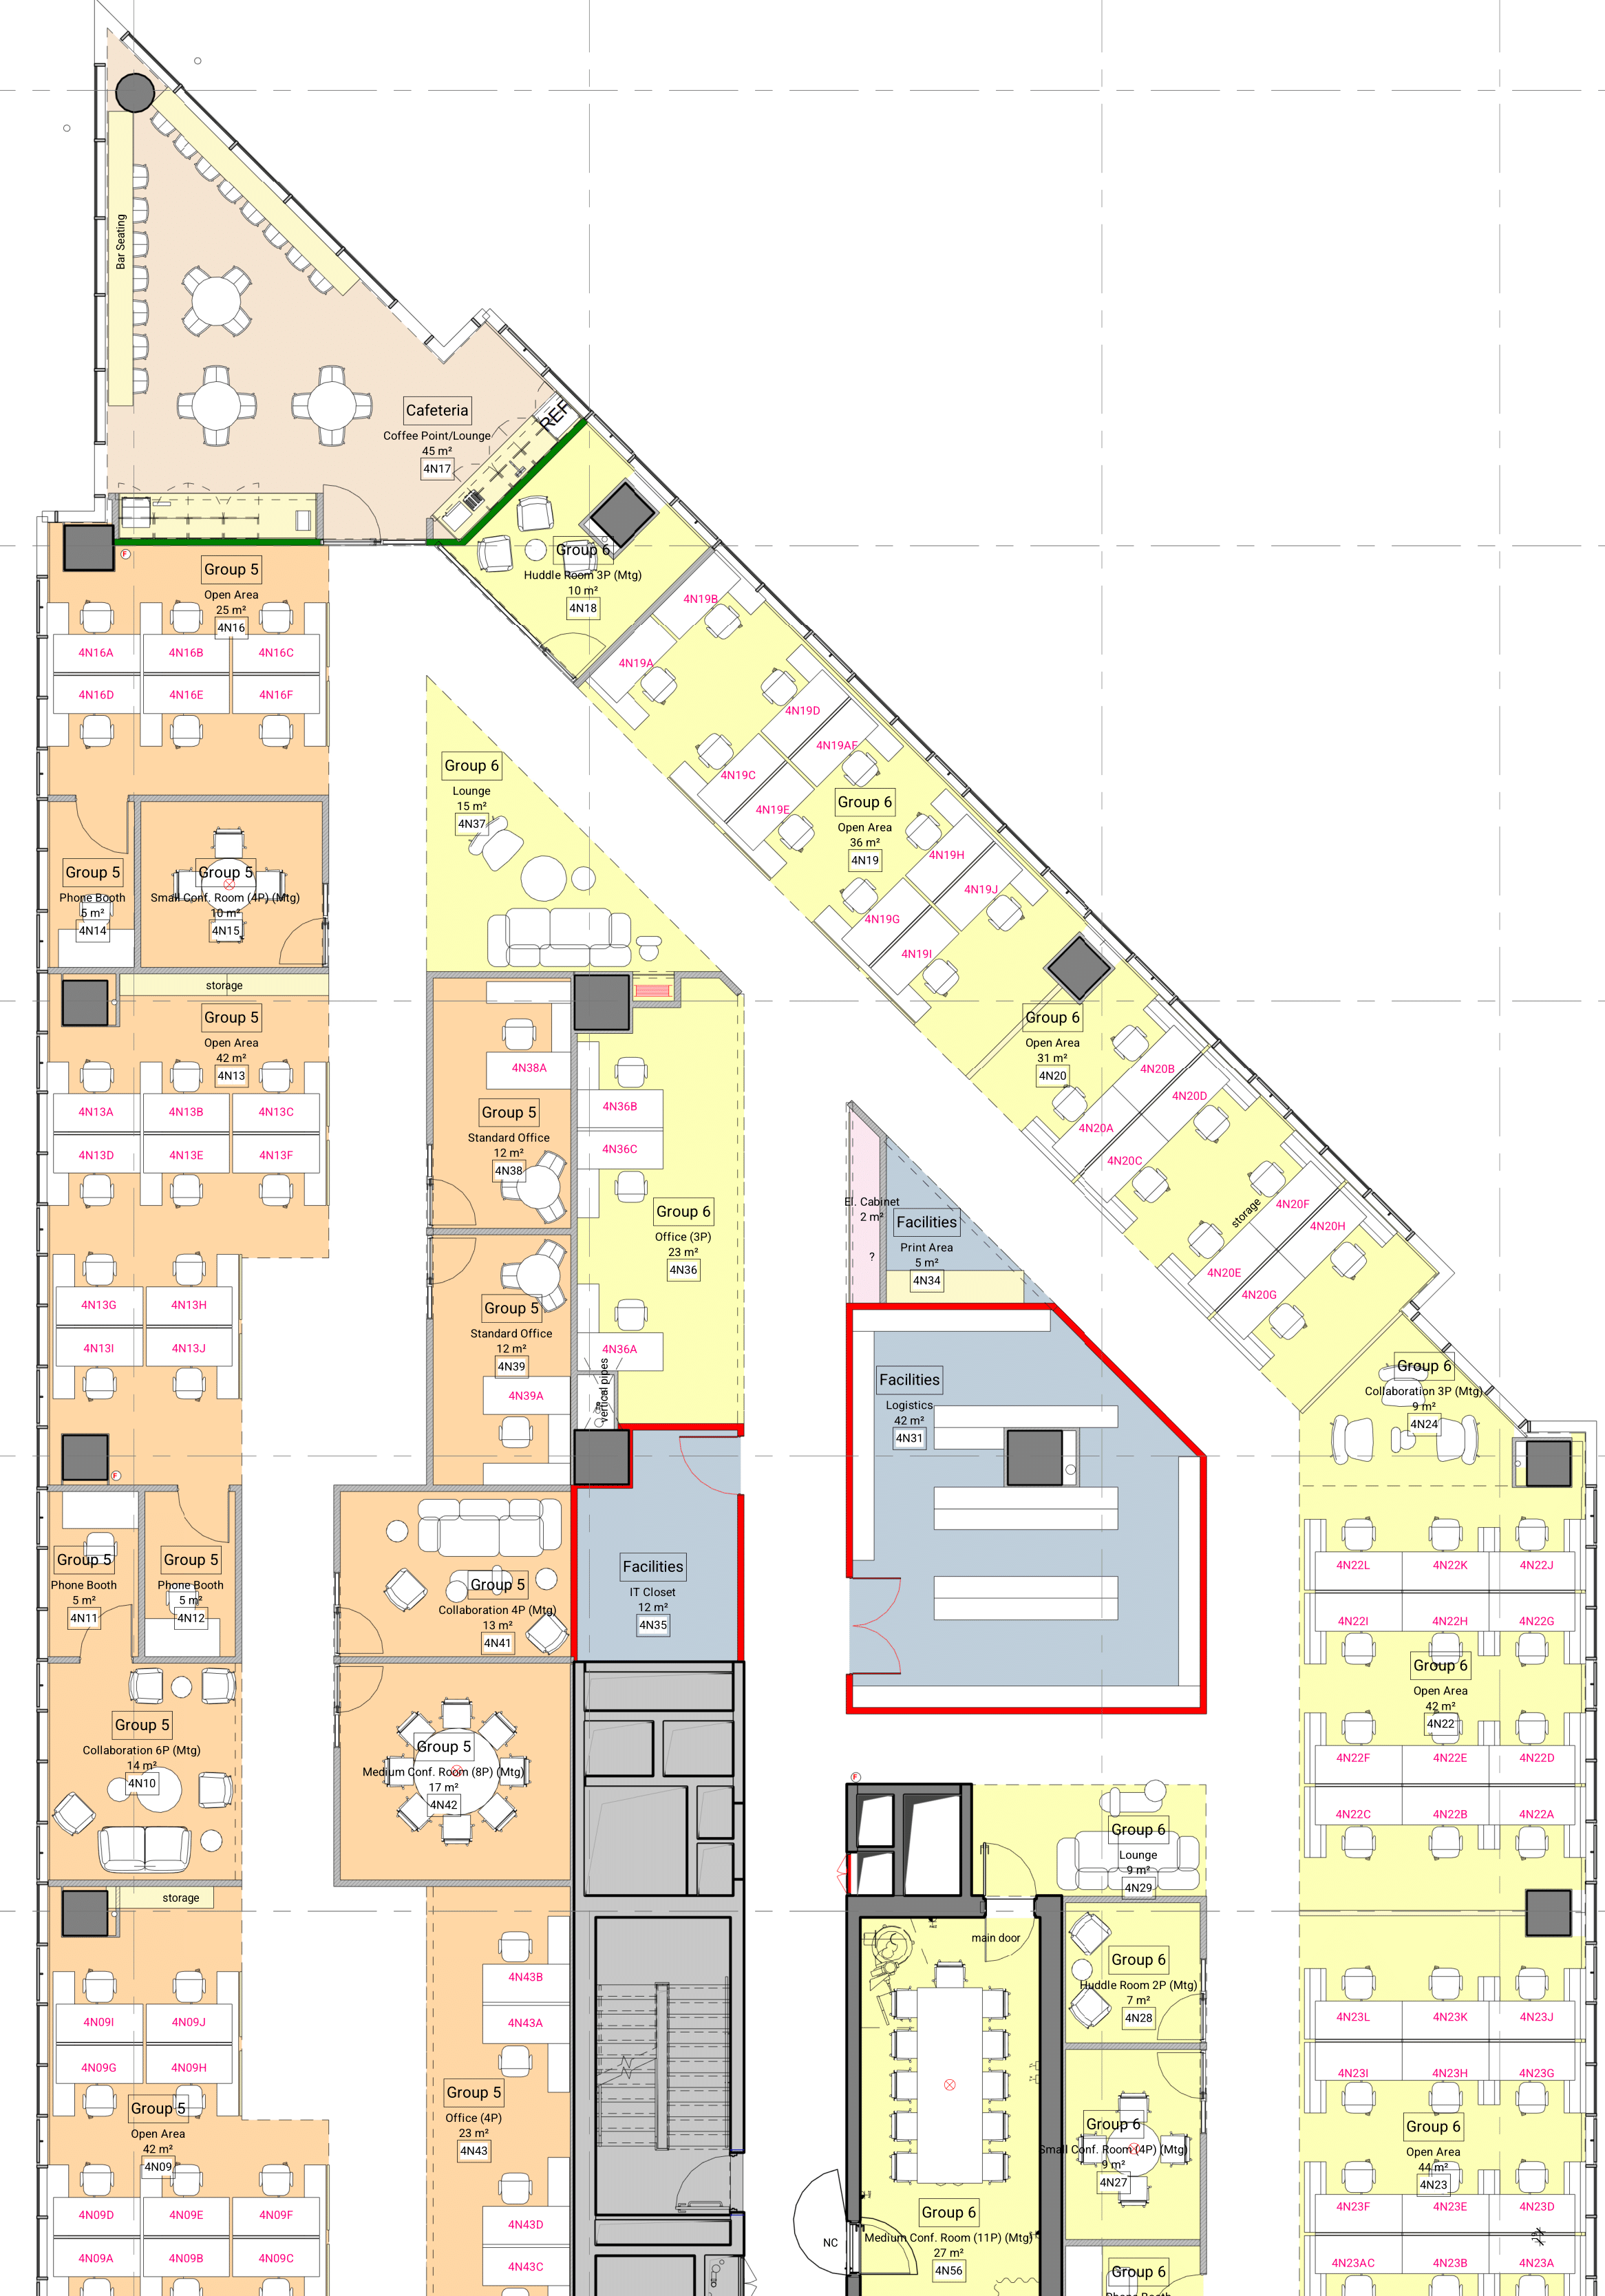 Bar Seating
Cafeteria
Coffee Point/Lounge
45 m²
4N17
REF
F
Group 5
Open Area
25 m²
4N16
4N16A
4N16B
4N16C
4N16D
4N16E
4N16F
Group 6
Huddle Room 3P (Mtg)
10 m²
4N18
4N19B
4N19A
4N19D
4N19AF
4N19C
4N19E
Group 6
Open Area
36 m²
4N19
4N19H
4N19J
4N19G
4N19I
Group 6
Lounge
15 m²
4N37
Group 5
Phone Booth
5 m²
4N14
Group 5
Small Conf. Room (4P) (Mtg)
10 m²
4N15
storage
Group 5
Open Area
42 m²
4N13
4N13A
4N13B
4N13C
4N13D
4N13E
4N13F
4N13G
4N13H
4N13I
4N13J
F
4N38A
Group 5
Standard Office
12 m²
4N38
4N36B
4N36C
Group 6
Office (3P)
23 m²
4N36
4N36A
vertical pipes
Group 5
Standard Office
12 m²
4N39
4N39A
Group 6
Open Area
31 m²
4N20
4N20B
4N20D
4N20A
4N20C
storage
4N20F
4N20H
4N20E
4N20G
El. Cabinet
2 m²
?
Facilities
Print Area
5 m²
4N34
Facilities
Logistics
42 m²
4N31
Group 6
Collaboration 3P (Mtg)
9 m²
4N24
Group 5
Phone Booth
5 m²
4N11
Group 5
Phone Booth
5 m²
4N12
Group 5
Collaboration 4P (Mtg)
13 m²
4N41
Facilities
IT Closet
12 m²
4N35
4N22L
4N22K
4N22J
4N22I
4N22H
4N22G
Group 6
Open Area
42 m²
4N22
4N22F
4N22E
4N22D
4N22C
4N22B
4N22A
Group 5
Collaboration 6P (Mtg)
14 m²
4N10
Group 5
Medium Conf. Room (8P) (Mtg)
17 m²
4N42
F
Group 6
Lounge
9 m²
4N29
storage
main door
Group 6
Huddle Room 2P (Mtg)
7 m²
4N28
4N43B
4N43A
Group 5
Office (4P)
23 m²
4N43
4N43D
4N43C
4N09I
4N09J
4N09G
4N09H
Group 5
Open Area
42 m²
4N09
4N09D
4N09E
4N09F
4N09A
4N09B
4N09C
4N23L
4N23K
4N23J
4N23I
4N23H
4N23G
Group 6
Open Area
44 m²
4N23
4N23F
4N23E
4N23D
4N23AC
4N23B
4N23A
Group 6
Small Conf. Room (4P) (Mtg)
9 m²
4N27
NC
Group 6
Medium Conf. Room (11P) (Mtg)
27 m²
4N56
Group 6
Phone Booth